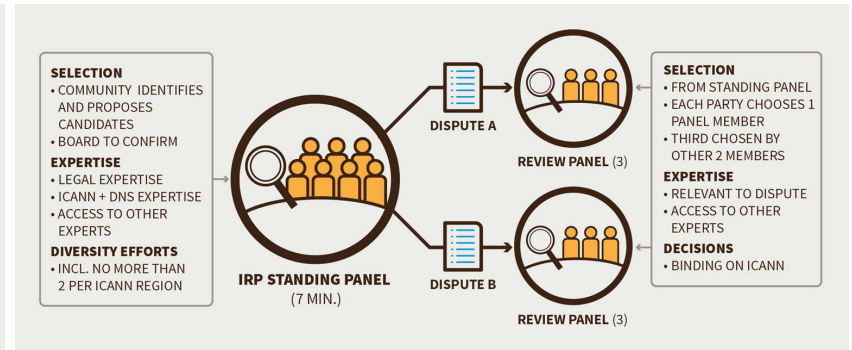 SELECTION
• COMMUNITY IDENTIFIES
AND PROPOSES
CANDIDATES
• BOARD TO CONFIRM
EXPERTISE
• LEGAL EXPERTISE
• ICANN + DNS EXPERTISE
• ACCESS TO OTHER
EXPERTS
DIVERSITY EFFORTS
• INCL. NO MORE THAN
2 PER ICANN REGION
IRP STANDING PANEL
(7 MIN.)
DISPUTE A
REVIEW PANEL (3)
DISPUTE B
REVIEW PANEL (3)
SELECTION
• FROM STANDING PANEL
• EACH PARTY CHOOSES 1
PANEL MEMBER
• THIRD CHOSEN BY
OTHER 2 MEMBERS
EXPERTISE
• RELEVANT TO DISPUTE
• ACCESS TO OTHER
EXPERTS
DECISIONS
• BINDING ON ICANN